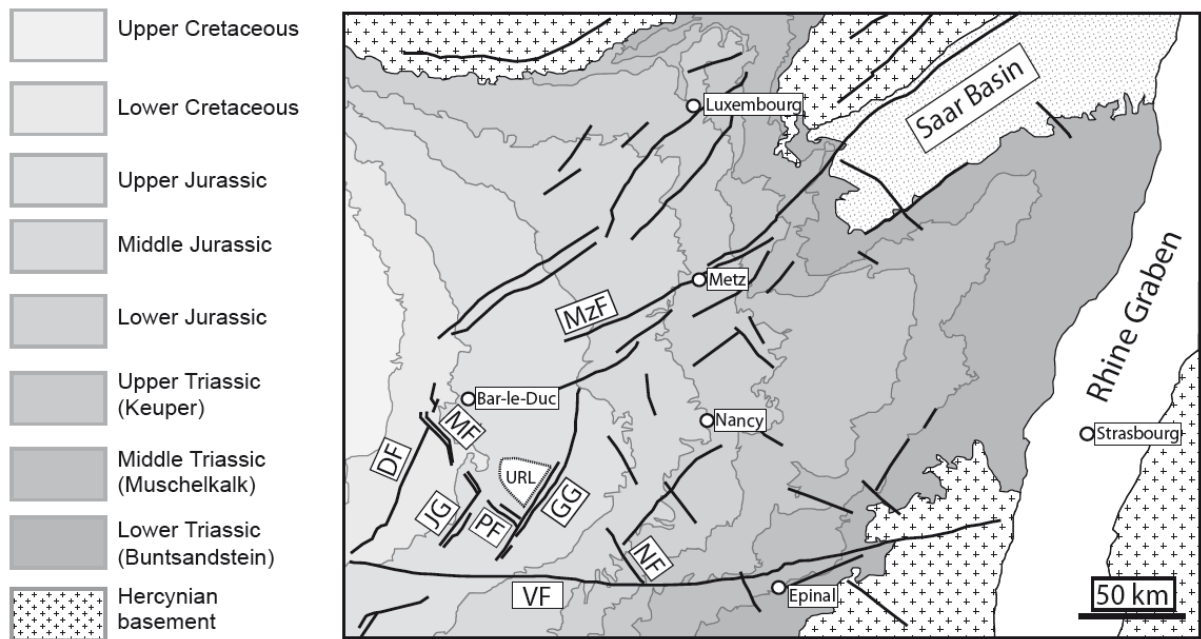 Upper Cretaceous
Lower Cretaceous
Upper Jurassic
Middle Jurassic
Lower Jurassic
Upper Triassic
(Keuper)
Middle Triassic
(Muschelkalk)
Lower Triassic
(Buntsandstein)
Hercynian
basement
Luxembourg
Saar Basin
Metz
MzF
Rhine Graben
Bar-le-Duc
MF
Nancy
Strasbourg
DF
URL
JG
PF
GG
NF
VF
Epinal
50 km